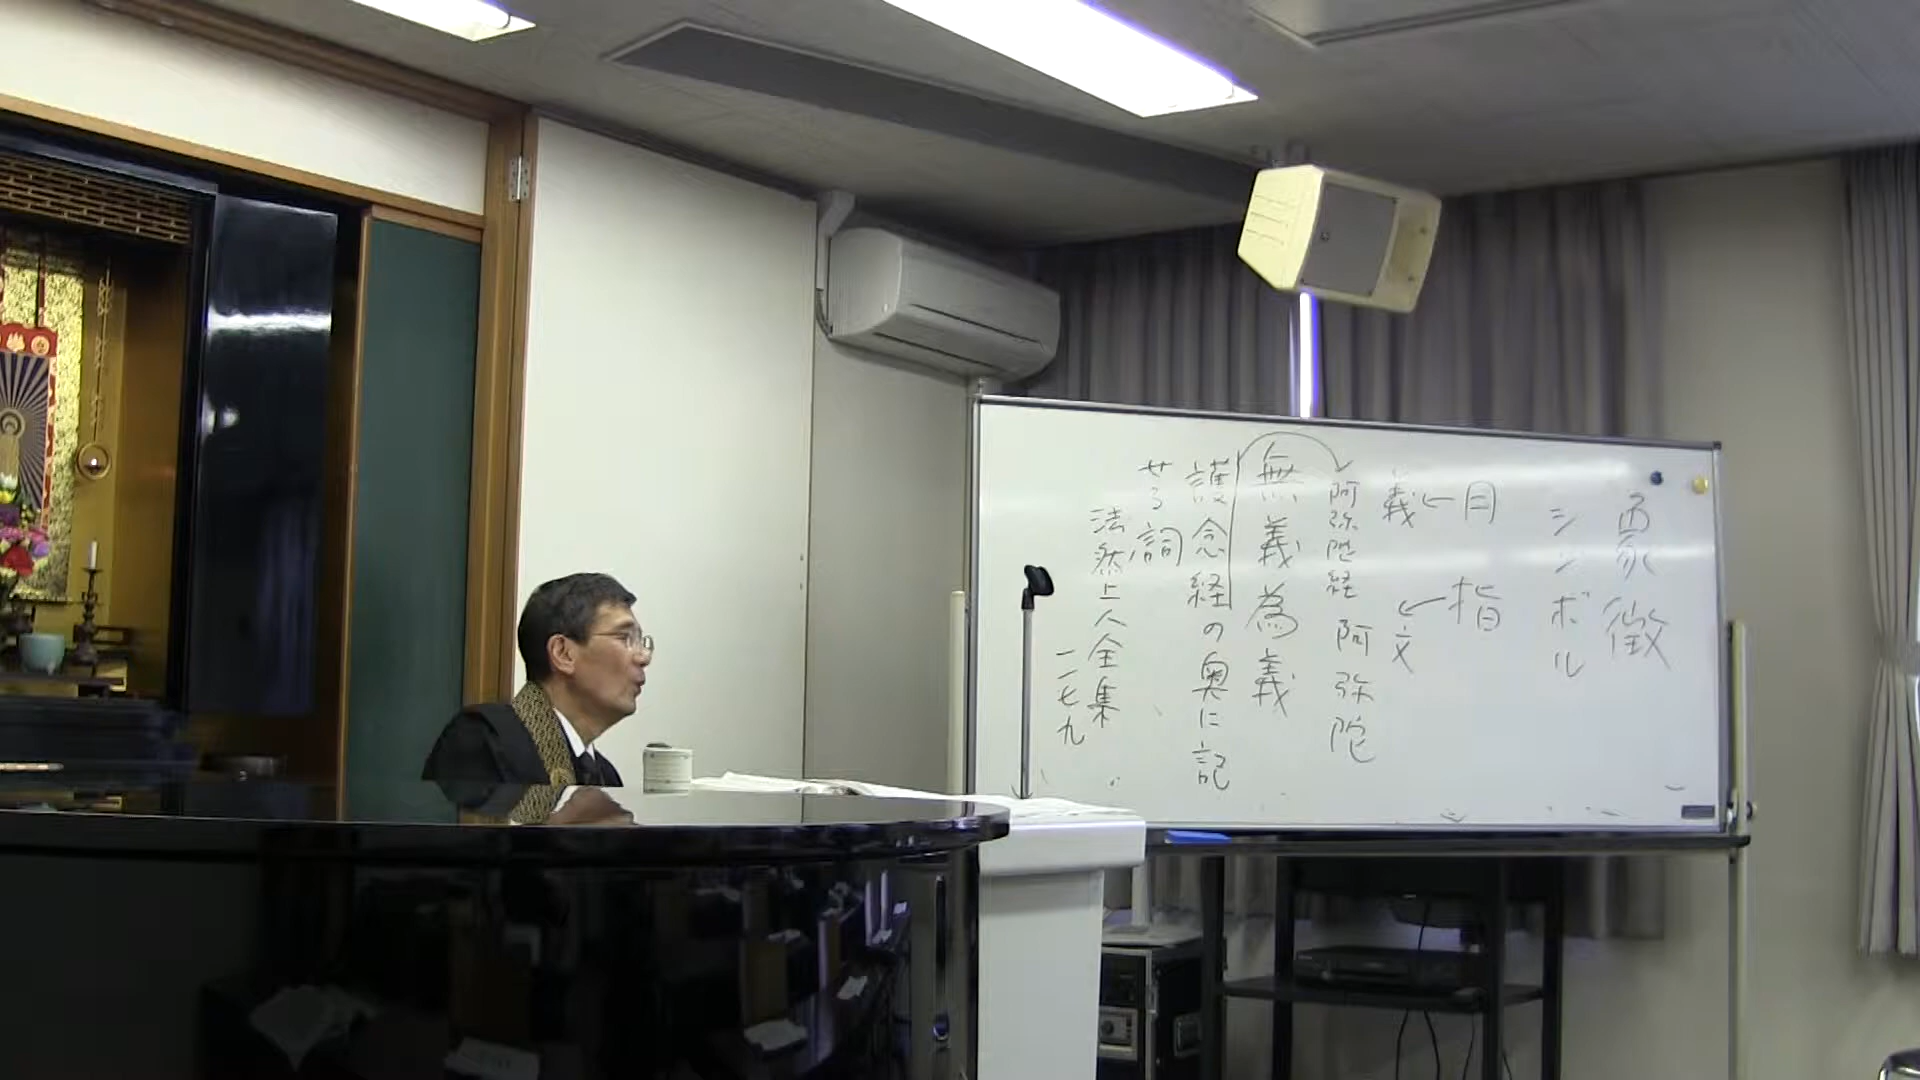 象徴
シンボル
月
指
義
文
阿弥陀経 阿弥陀
無義為義
護念経の奥に記
せる詞
法然上人全集
一一七九